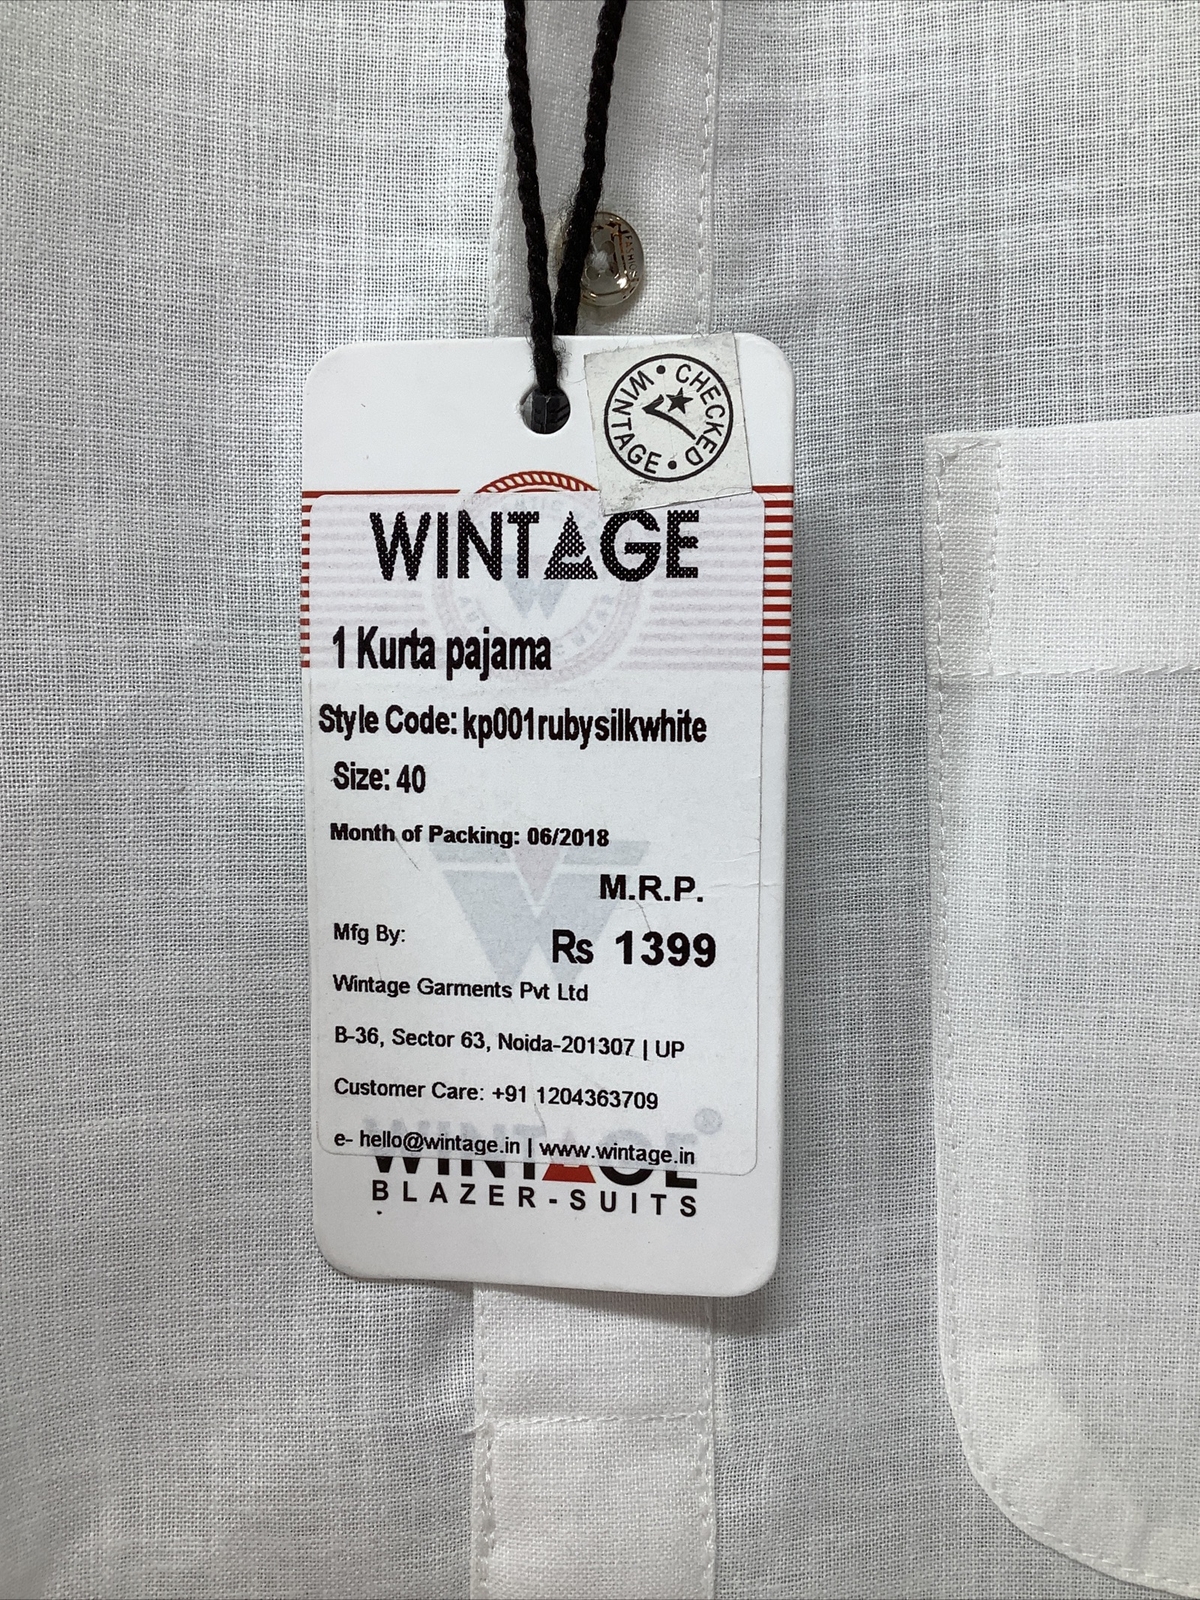 CHECKED
WINTAGE
WINTAGE
1 Kurta pajama
Style Code: kp001rubysilkwhite
Size: 40
Month of Packing: 06/2018
M.R.P.
Mfg By:
Rs 1399
Wintage Garments Pvt Ltd
B-36, Sector 63, Noida-201307 | UP
Customer Care: +91 1204363709
e- hello@wintage.in | www.wintage.in
WINTAGE®
BLAZER-SUITS